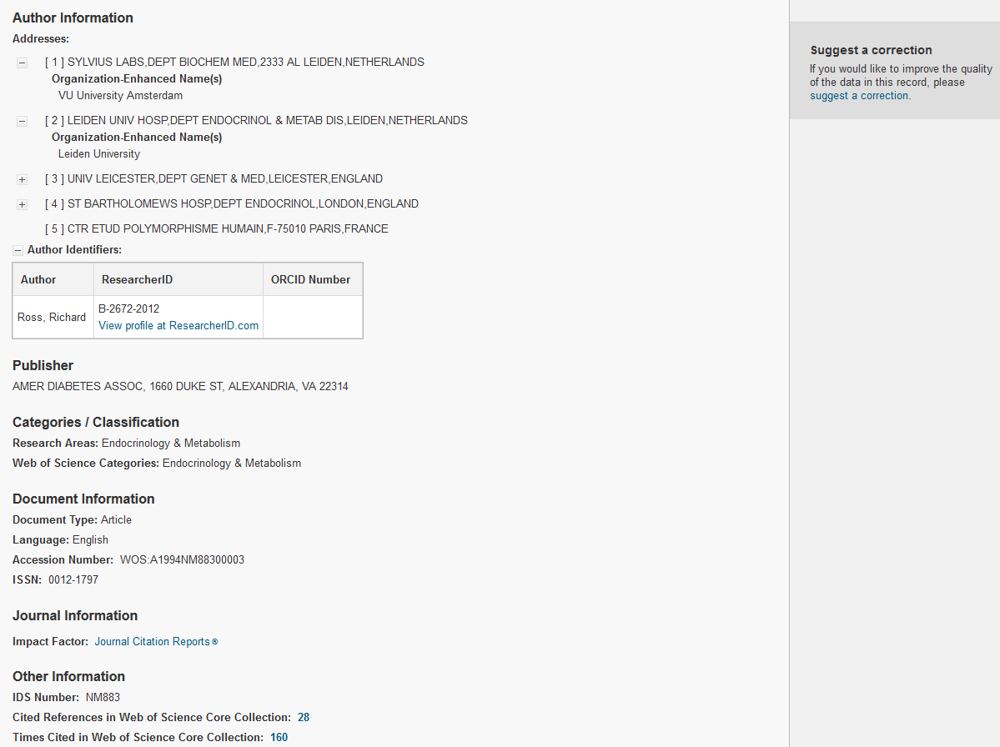 Author Information
Addresses:
[ 1 ] SYLVIUS LABS,DEPT BIOCHEM MED,2333 AL LEIDEN,NETHERLANDS
Organization-Enhanced Name(s)
VU University Amsterdam
[ 2 ] LEIDEN UNIV HOSP,DEPT ENDOCRINOL & METAB DIS,LEIDEN,NETHERLANDS
Organization-Enhanced Name(s)
Leiden University
[ 3 ] UNIV LEICESTER,DEPT GENET & MED,LEICESTER,ENGLAND
[ 4 ] ST BARTHOLOMEWS HOSP,DEPT ENDOCRINOL,LONDON,ENGLAND
[ 5 ] CTR ETUD POLYMORPHISME HUMAIN,F-75010 PARIS,FRANCE
Author Identifiers:
Author ResearcherID ORCID Number
Ross, Richard B-2672-2012
View profile at ResearcherID.com
Publisher
AMER DIABETES ASSOC, 1660 DUKE ST, ALEXANDRIA, VA 22314
Categories / Classification
Research Areas: Endocrinology & Metabolism
Web of Science Categories: Endocrinology & Metabolism
Document Information
Document Type: Article
Language: English
Accession Number: WOS:A1994NM88300003
ISSN: 0012-1797
Journal Information
Impact Factor: Journal Citation Reports®
Other Information
IDS Number: NM883
Cited References in Web of Science Core Collection: 28
Times Cited in Web of Science Core Collection: 160
Suggest a correction
If you would like to improve the quality
of the data in this record, please
suggest a correction.